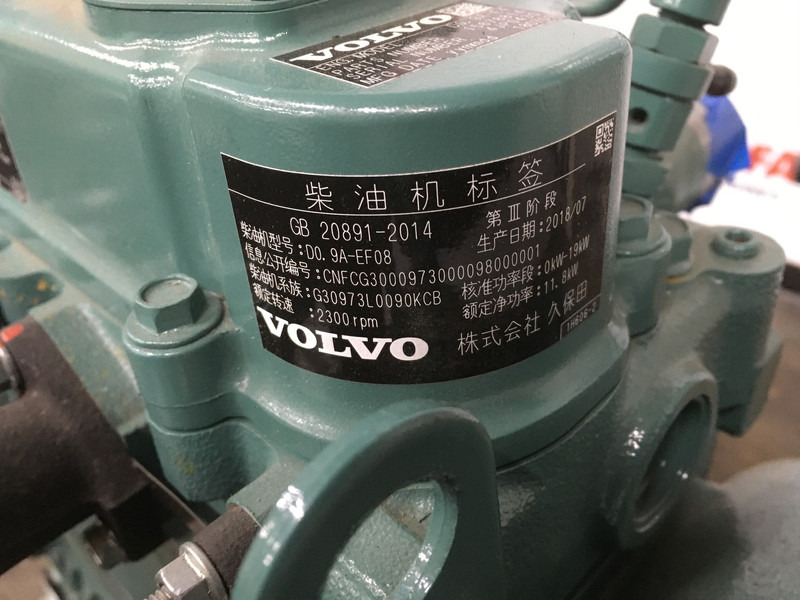 VOLVO
柴油机标签
GB 20891-2014
第Ⅲ阶段
柴油机型号:D0.9A-EF08
生产日期:2018/07
信息公开编号:CNFCG30009730000098000001
核准功率段:0kW-19kW
柴油机系族:G30973L0090KCB
额定净功率:11.8kW
额定转速:2300rpm
VOLVO
株式会社 久保田
1H636-2